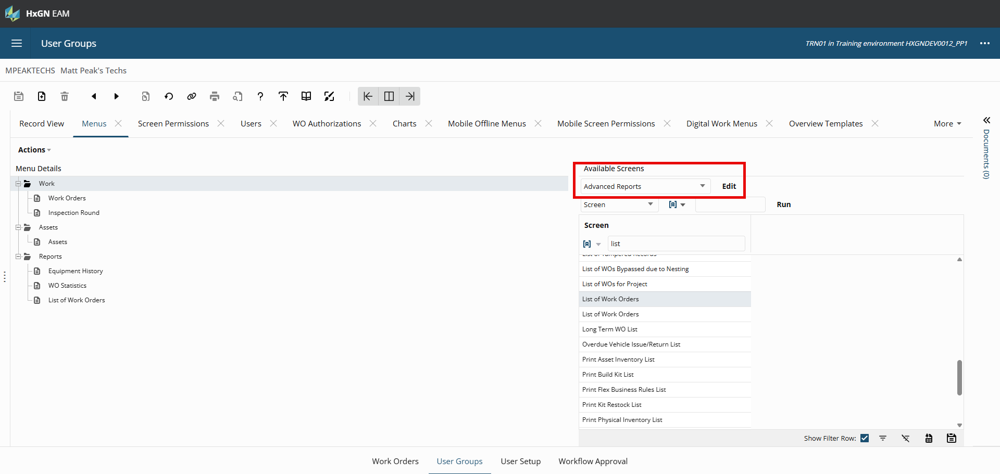 HxGN EAM
User Groups
TRN01 in Training environment HXGNDEV0012_PP1
MPEAKTECHS Matt Peak's Techs
Record View Menus Screen Permissions Users WO Authorizations Charts Mobile Offline Menus Mobile Screen Permissions Digital Work Menus Overview Templates More
Documents (0)
Actions
Menu Details
Work
Work Orders
Inspection Round
Assets
Assets
Reports
Equipment History
WO Statistics
List of Work Orders
Available Screens
Advanced Reports Edit
Screen Run
Screen
list
List of Tampered Records
List of WOs Bypassed due to Nesting
List of WOs for Project
List of Work Orders
List of Work Orders
Long Term WO List
Overdue Vehicle Issue/Return List
Print Asset Inventory List
Print Build Kit List
Print Flex Business Rules List
Print Kit Restock List
Print Physical Inventory List
Show Filter Row:
Work Orders User Groups User Setup Workflow Approval